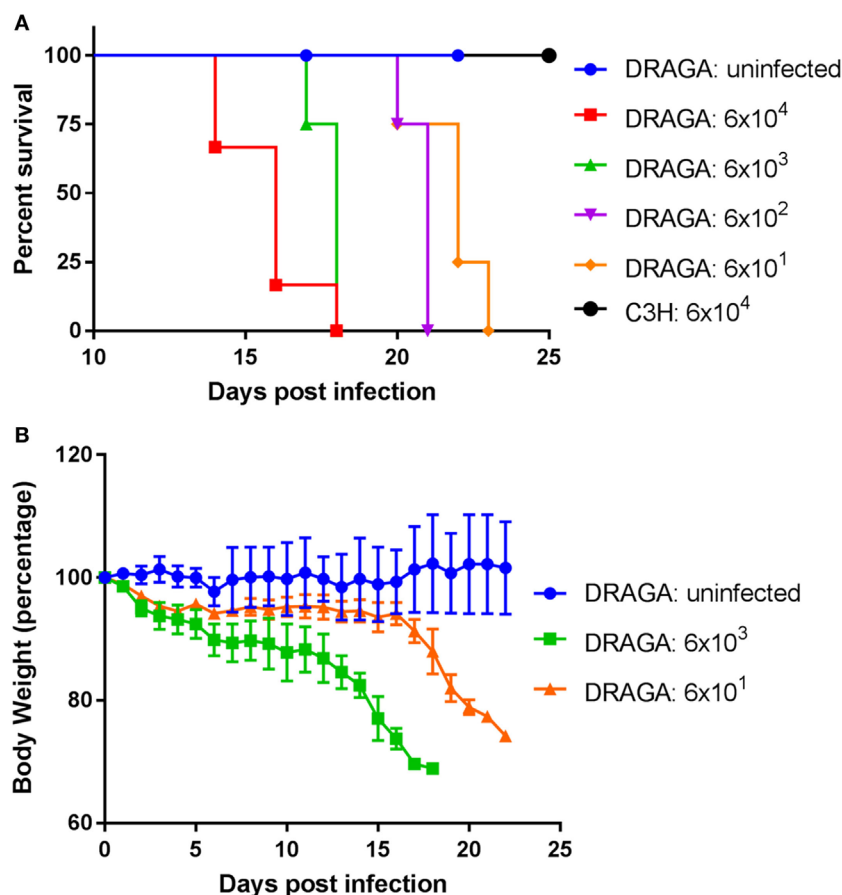 A
Percent survival
100
75
50
25
0
10
15
20
25
Days post infection
DRAGA: uninfected
DRAGA: 6x10⁴
DRAGA: 6x10³
DRAGA: 6x10²
DRAGA: 6x10¹
C3H: 6x10⁴
B
Body Weight (percentage)
120
100
80
60
0
5
10
15
20
25
Days post infection
DRAGA: uninfected
DRAGA: 6x10³
DRAGA: 6x10¹